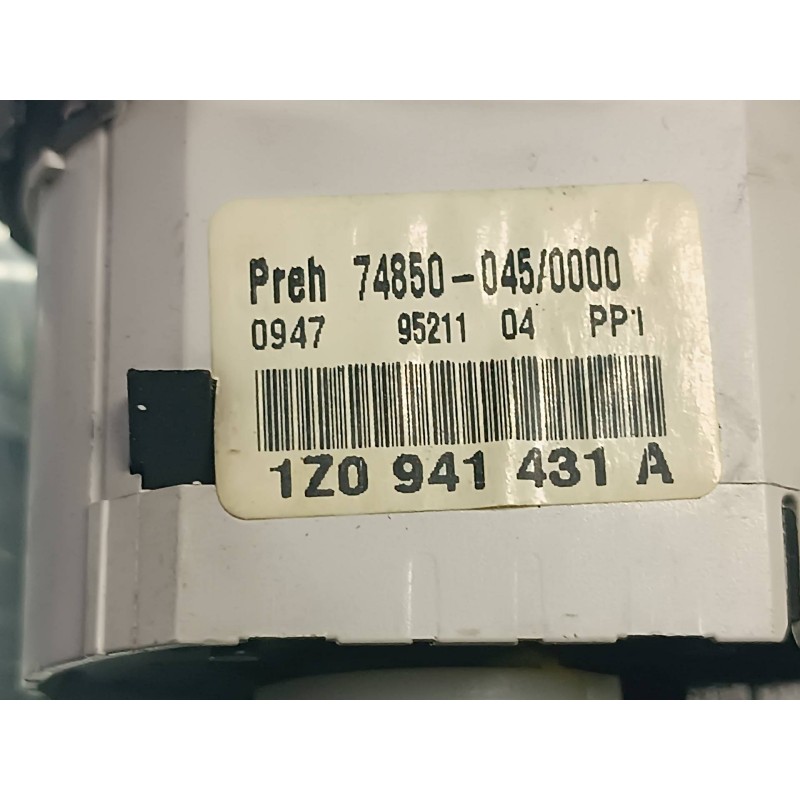 Preh 74850-045/0000
0947 95211 04 PP1
1Z0 941 431 A